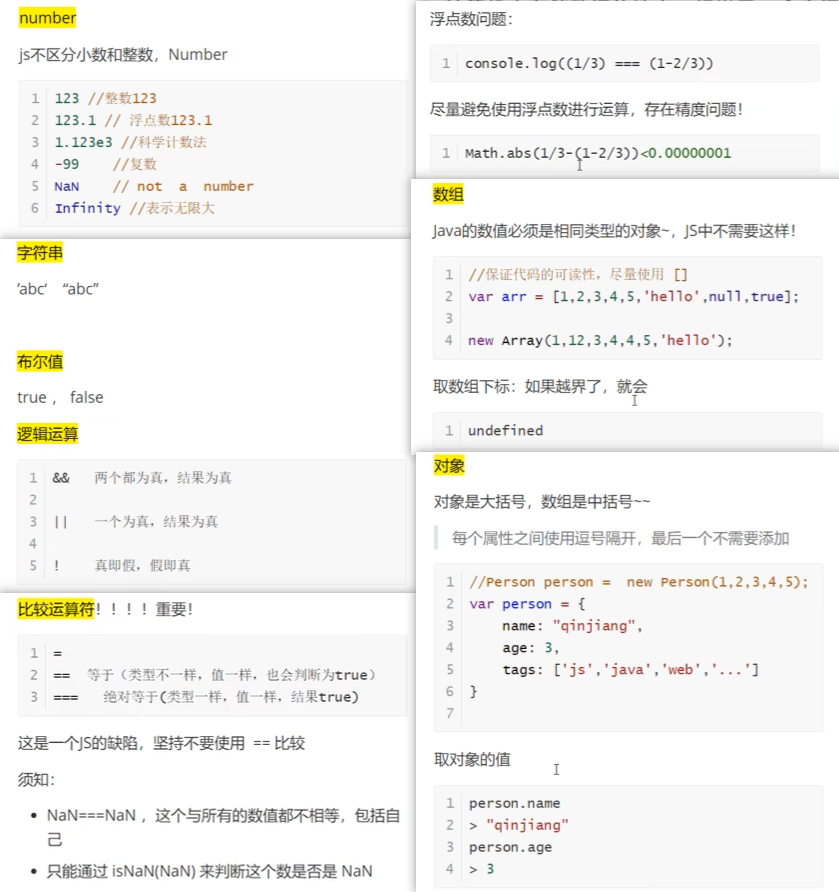 number
js不区分小数和整数，Number
1 123 //整数123
2 123.1 // 浮点数123.1
3 1.123e3 //科学计数法
4 -99 //复数
5 NaN // not a number
6 Infinity //表示无限大
字符串
'abc' "abc"
布尔值
true ， false
逻辑运算
1 && 两个都为真，结果为真
2
3 || 一个为真，结果为真
4
5 ! 真即假，假即真
比较运算符！！！！重要！
1 =
2 == 等于（类型不一样，值一样，也会判断为true）
3 === 绝对等于(类型一样，值一样，结果true)
这是一个JS的缺陷，坚持不要使用 == 比较
须知：
• NaN===NaN ，这个与所有的数值都不相等，包括自
己
• 只能通过 isNaN(NaN) 来判断这个数是否是 NaN
浮点数问题：
1 console.log((1/3) === (1-2/3))
尽量避免使用浮点数进行运算，存在精度问题！
1 Math.abs(1/3-(1-2/3))<0.00000001
数组
Java的数值必须是相同类型的对象~，JS中不需要这样！
1 //保证代码的可读性，尽量使用 []
2 var arr = [1,2,3,4,5,'hello',null,true];
3
4 new Array(1,12,3,4,4,5,'hello');
取数组下标：如果越界了，就会
1 undefined
对象
对象是大括号，数组是中括号~~
每个属性之间使用逗号隔开，最后一个不需要添加
1 //Person person = new Person(1,2,3,4,5);
2 var person = {
3 name: "qinjiang",
4 age: 3,
5 tags: ['js','java','web','...']
6 }
7
取对象的值
1 person.name
2 > "qinjiang"
3 person.age
4 > 3